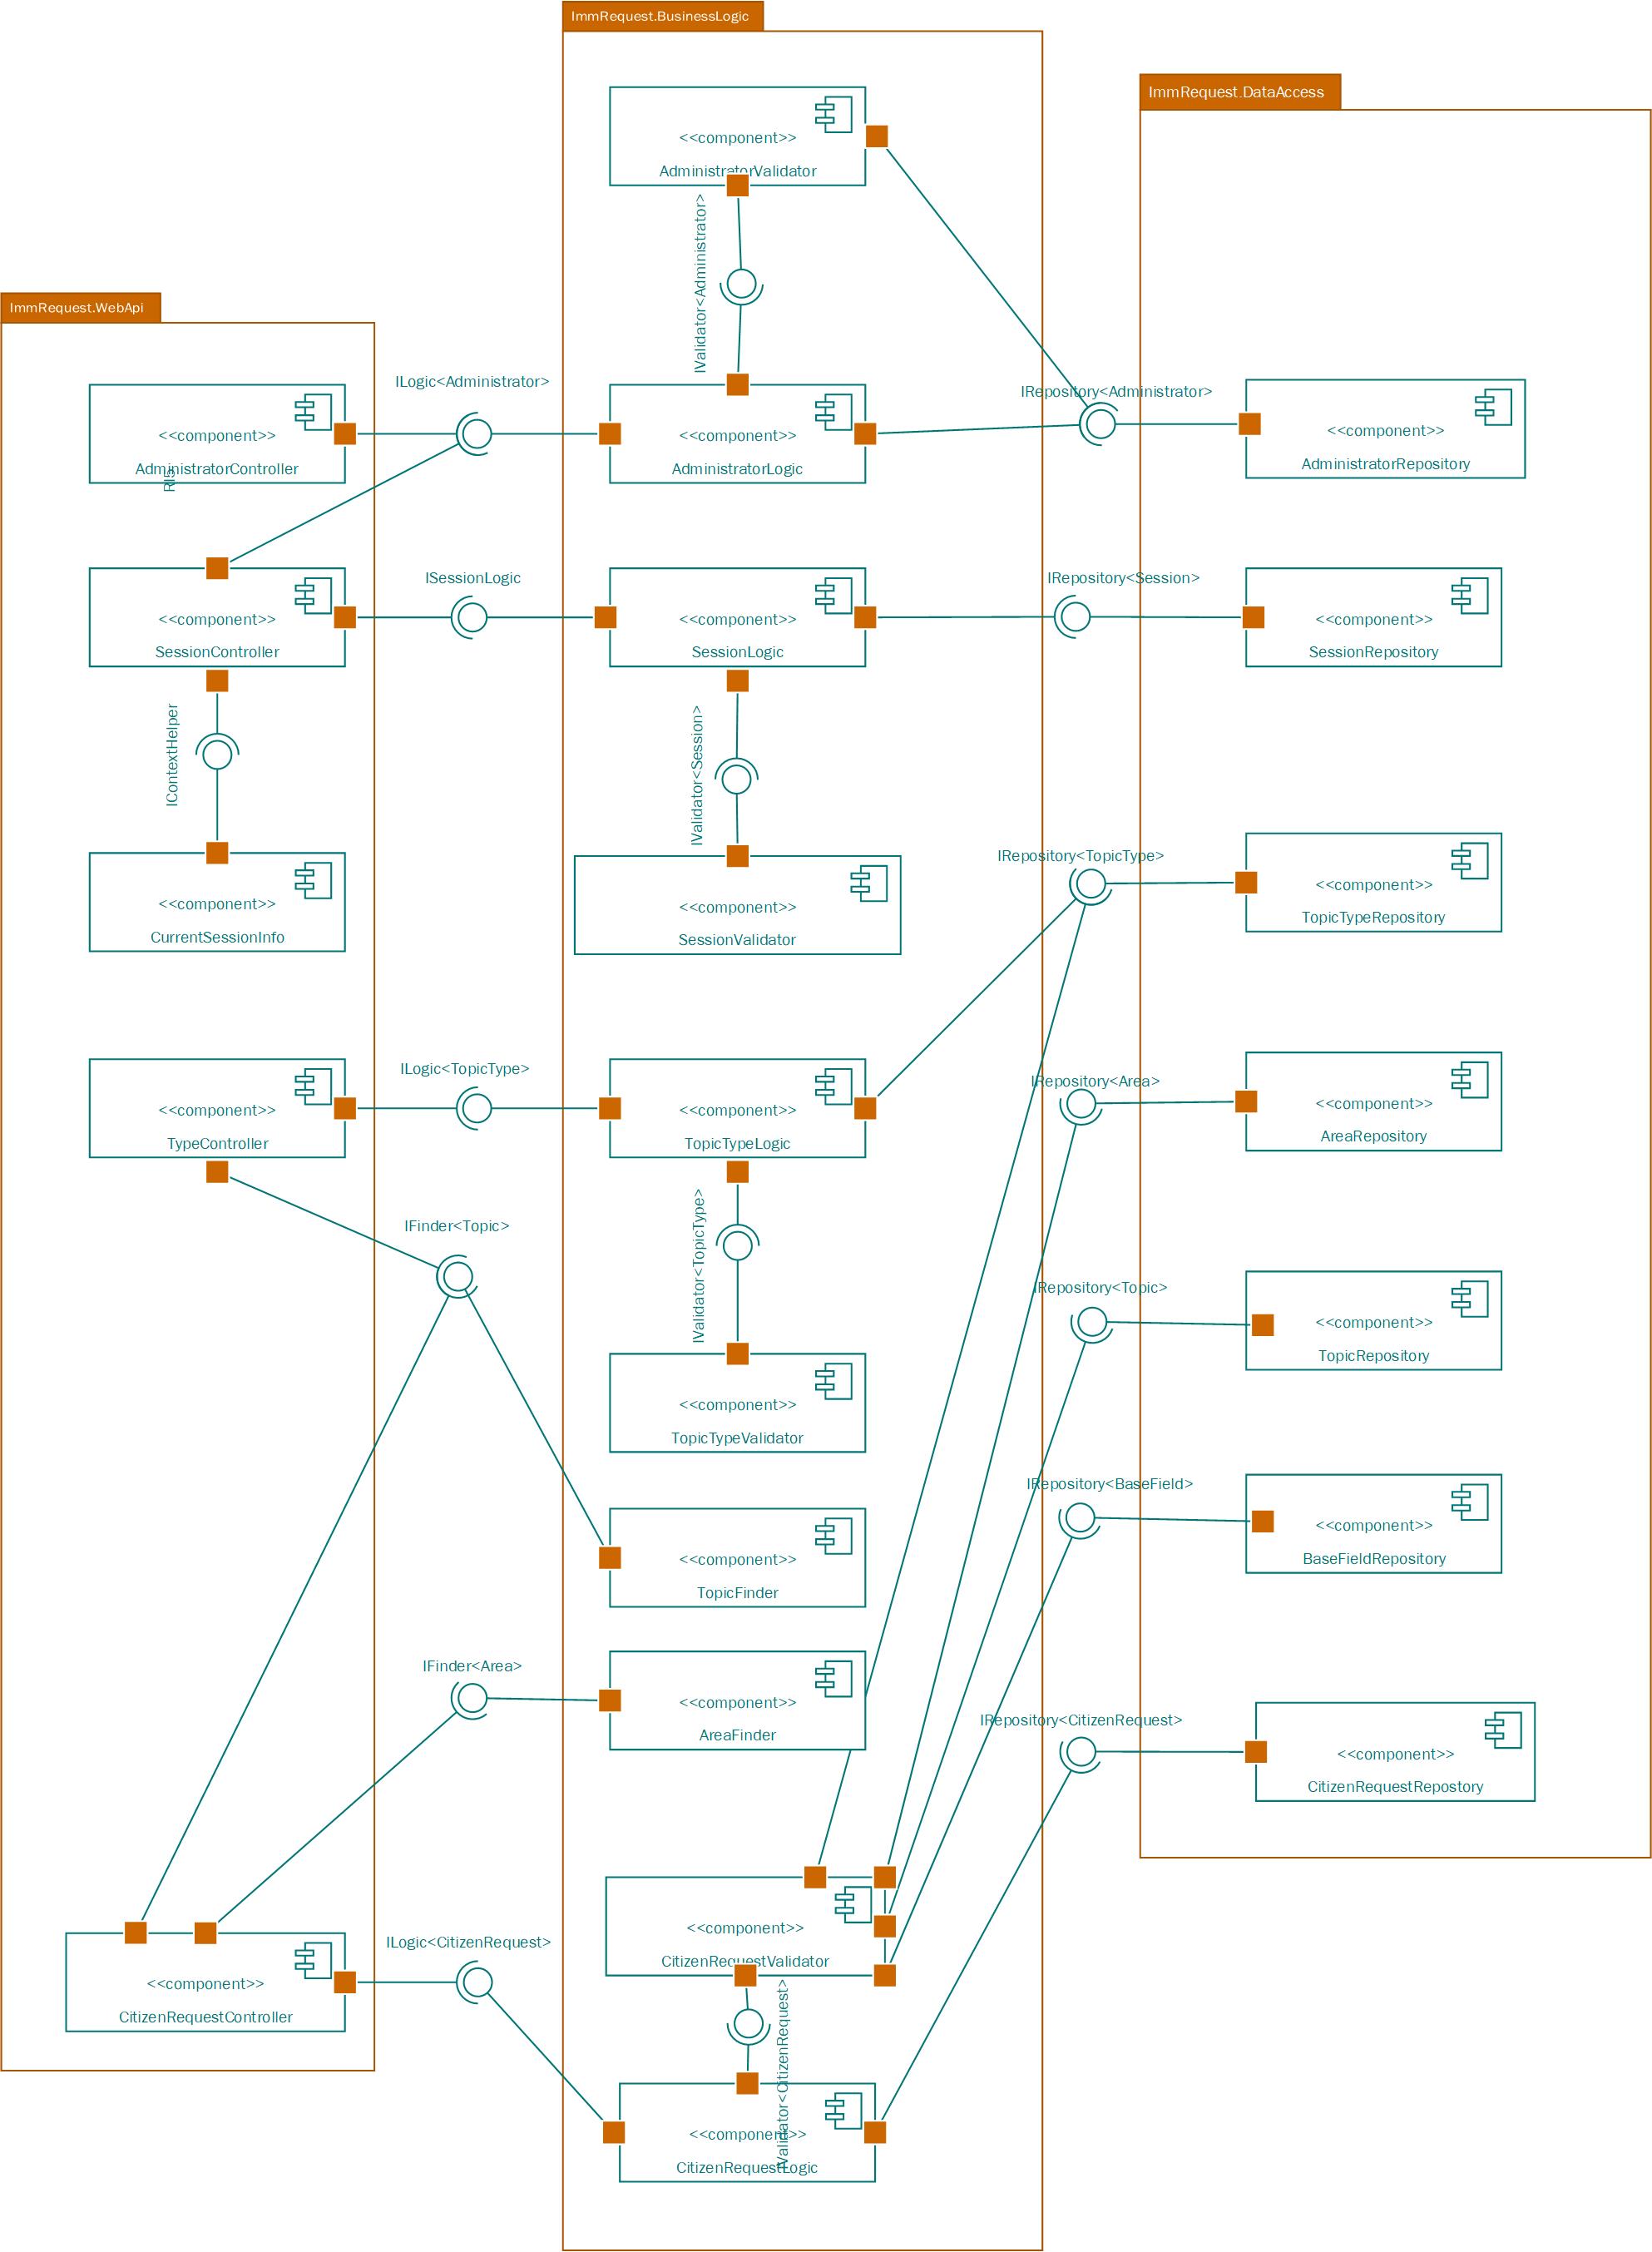 ImmRequest.BusinessLogic
ImmRequest.DataAccess
<<component>>
AdministratorValidator
IValidator<Administrator>
ImmRequest.WebApi
ILogic<Administrator>
IRepository<Administrator>
<<component>>
AdministratorController
RI5
<<component>>
AdministratorLogic
<<component>>
AdministratorRepository
ISessionLogic
IRepository<Session>
<<component>>
SessionController
<<component>>
SessionLogic
<<component>>
SessionRepository
IContextHelper
IValidator<Session>
IRepository<TopicType>
<<component>>
CurrentSessionInfo
<<component>>
SessionValidator
<<component>>
TopicTypeRepository
ILogic<TopicType>
IRepository<Area>
<<component>>
TypeController
<<component>>
TopicTypeLogic
<<component>>
AreaRepository
IFinder<Topic>
IValidator<TopicType>
IRepository<Topic>
<<component>>
TopicRepository
<<component>>
TopicTypeValidator
IRepository<BaseField>
<<component>>
BaseFieldRepository
<<component>>
TopicFinder
IFinder<Area>
<<component>>
AreaFinder
IRepository<CitizenRequest>
<<component>>
CitizenRequestRepostory
<<component>>
CitizenRequestValidator
ILogic<CitizenRequest>
<<component>>
CitizenRequestController
IValidator<CitizenRequest>
<<component>>
CitizenRequestLogic